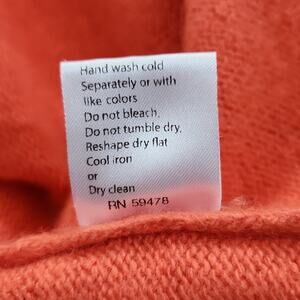 Hand wash cold
Separately or with
like colors
Do not bleach.
Do not tumble dry.
Reshape dry flat
Cool iron
or
Dry clean
RN 59478